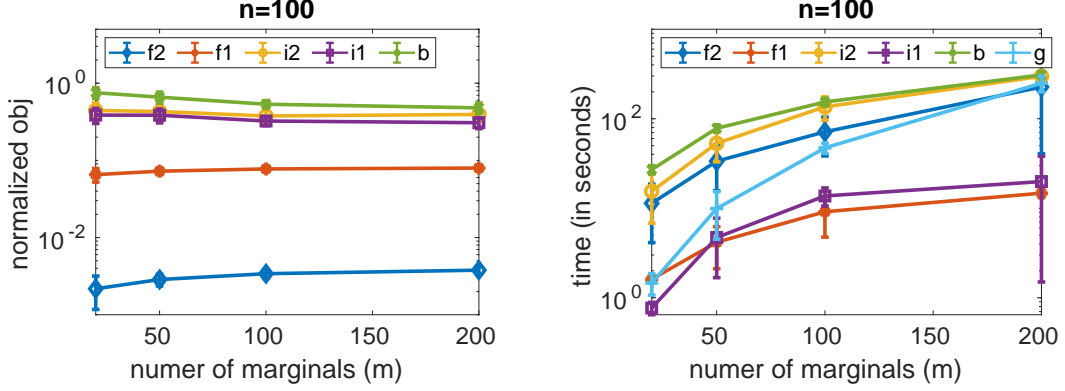 n=100
f2 f1 i2 i1 b
10^0
10^-2
normalized obj
50 100 150 200
numer of marginals (m)
n=100
f2 f1 i2 i1 b g
10^2
10^0
time (in seconds)
50 100 150 200
numer of marginals (m)